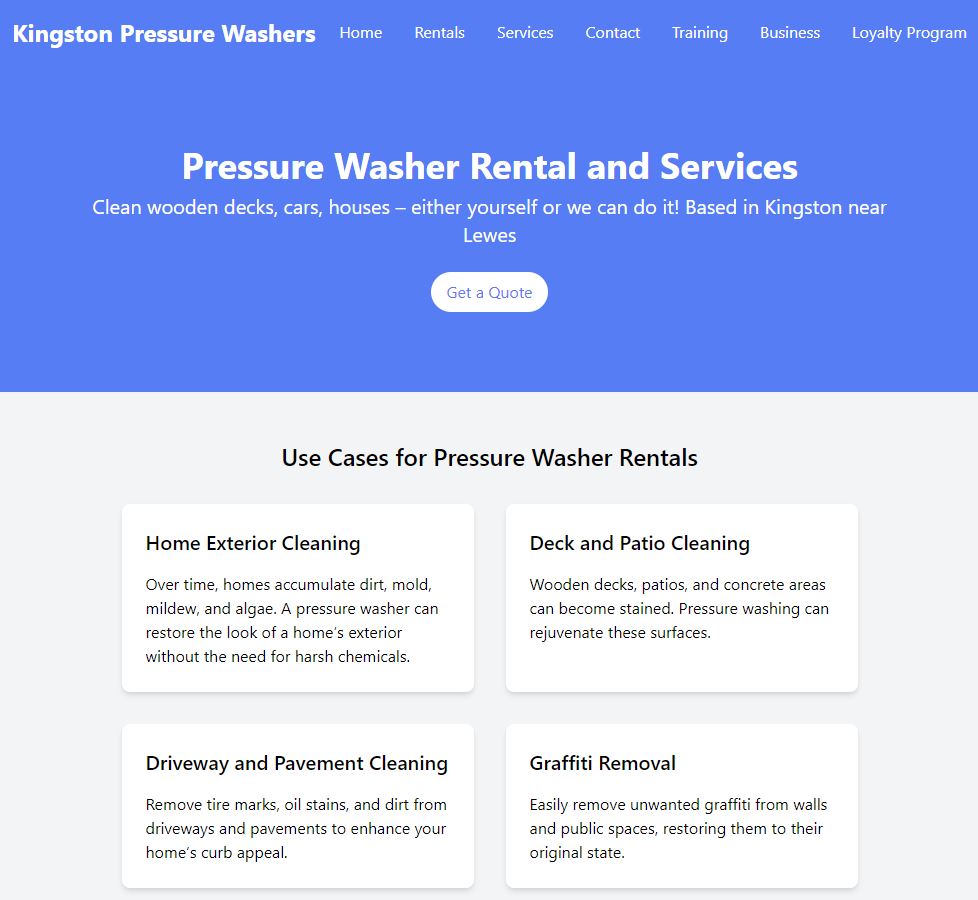 Kingston Pressure Washers Home Rentals Services Contact Training Business Loyalty Program
Pressure Washer Rental and Services
Clean wooden decks, cars, houses – either yourself or we can do it! Based in Kingston near
Lewes
Get a Quote
Use Cases for Pressure Washer Rentals
Home Exterior Cleaning
Over time, homes accumulate dirt, mold,
mildew, and algae. A pressure washer can
restore the look of a home's exterior
without the need for harsh chemicals.
Deck and Patio Cleaning
Wooden decks, patios, and concrete areas
can become stained. Pressure washing can
rejuvenate these surfaces.
Driveway and Pavement Cleaning
Remove tire marks, oil stains, and dirt from
driveways and pavements to enhance your
home's curb appeal.
Graffiti Removal
Easily remove unwanted graffiti from walls
and public spaces, restoring them to their
original state.